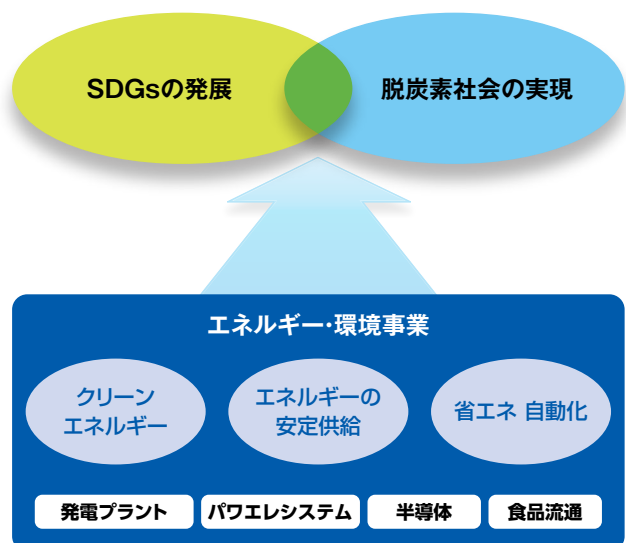 SDGsの発展
脱炭素社会の実現
エネルギー・環境事業
クリーン
エネルギー
エネルギーの
安定供給
省エネ 自動化
発電プラント
パワエレシステム
半導体
食品流通